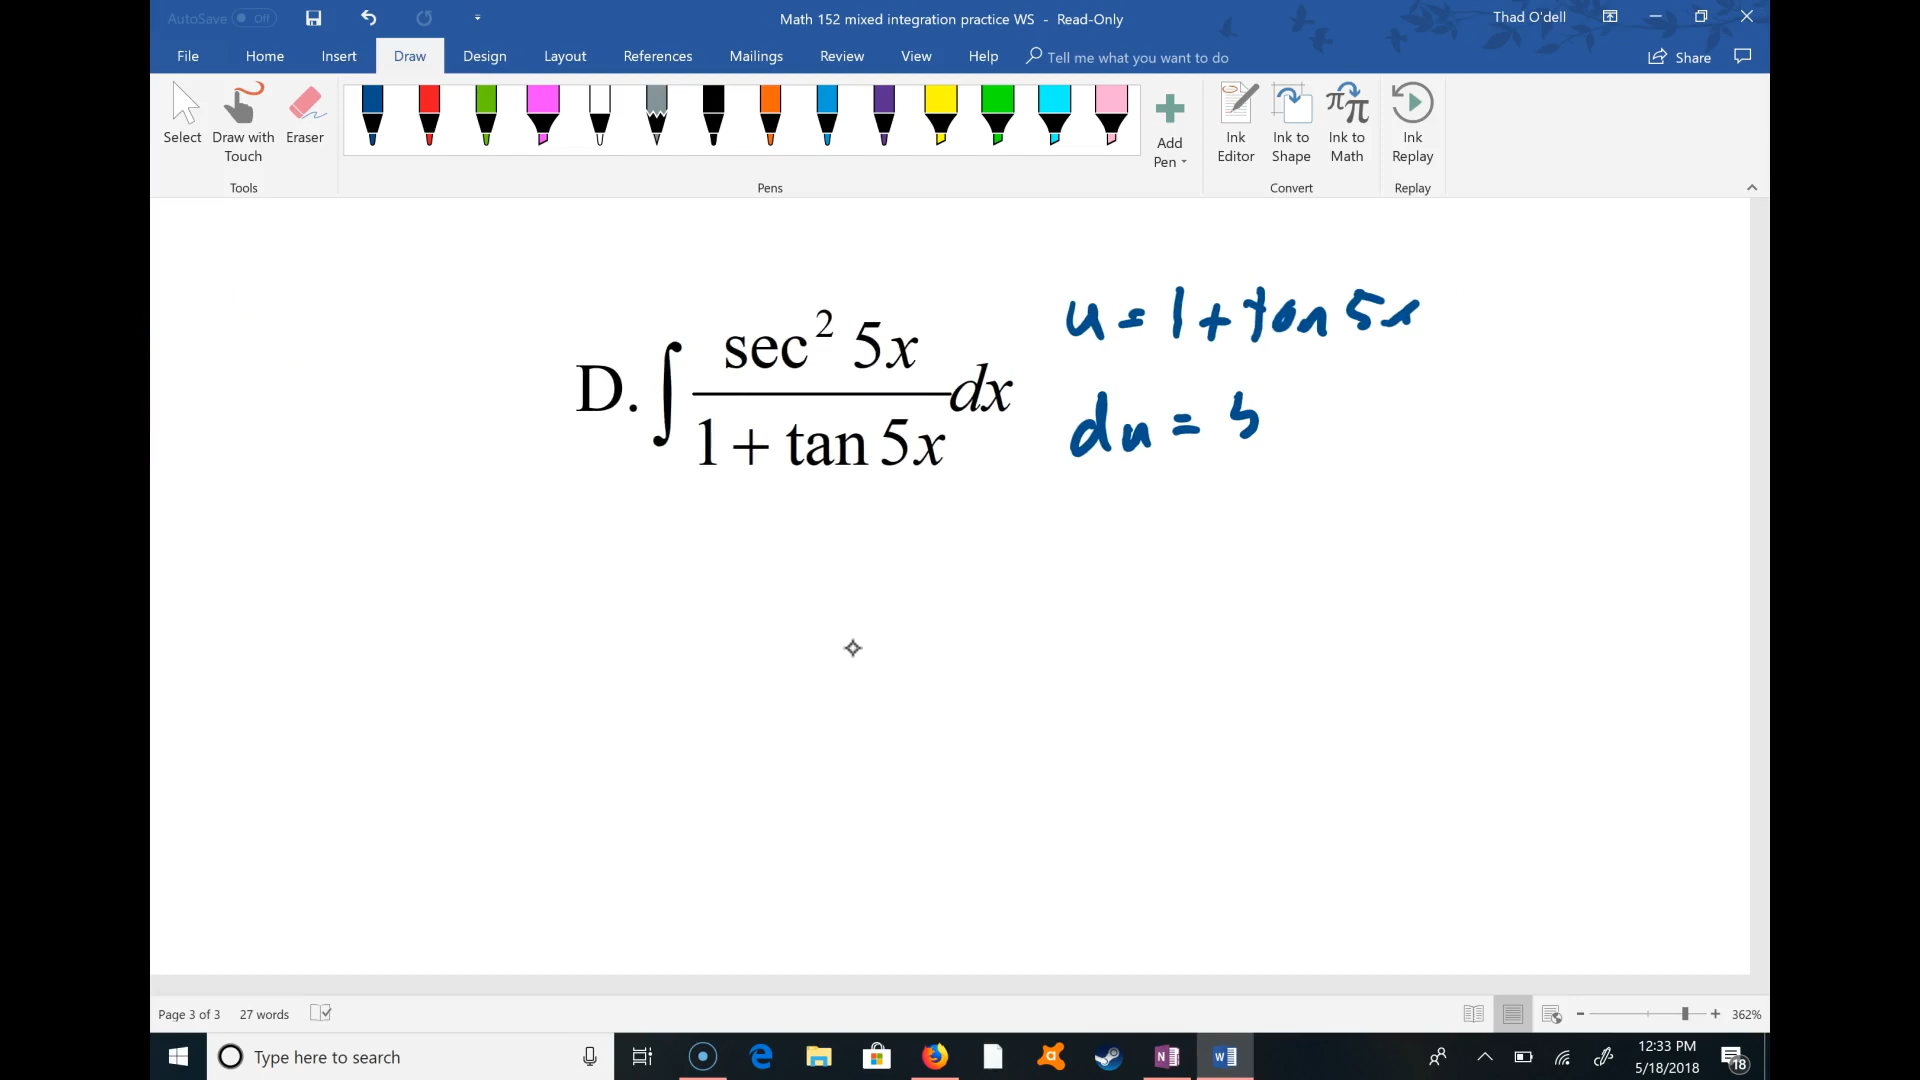 AutoSave Off
Math 152 mixed integration practice WS - Read-Only
Thad O'dell
File Home Insert Draw Design Layout References Mailings Review View Help Tell me what you want to do Share
Select Draw with Touch Eraser Add Pen Ink Editor Ink to Shape Ink to Math Ink Replay
Tools Pens Convert Replay
D. ∫ sec² 5x / (1 + tan 5x) dx
u = 1 + tan 5x
du = 5
Page 3 of 3 27 words 362%
Type here to search
12:33 PM
5/18/2018
18